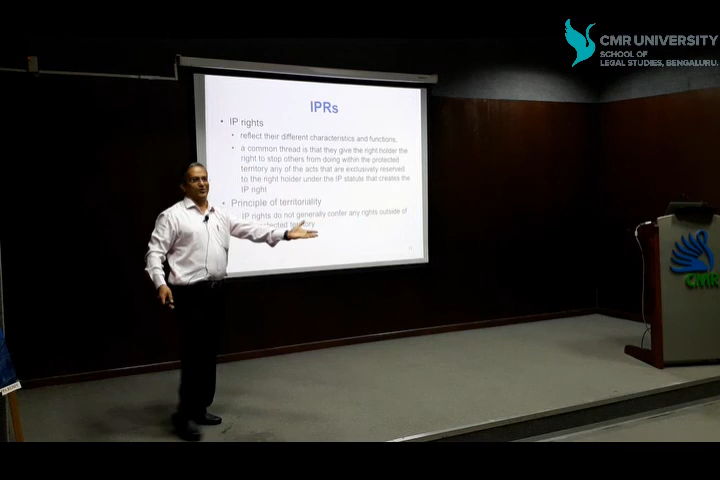 CMR UNIVERSITY
SCHOOL OF
LEGAL STUDIES, BENGALURU.
IPRs
• IP rights
• reflect their different characteristics and functions,
• a common thread is that they give the right holder the
right to stop others from doing within the protected
territory any of the acts that are exclusively reserved
to the right holder under the IP statute that creates the
IP right
• Principle of territoriality
IP rights do not generally confer any rights outside of
protected territory
CMR